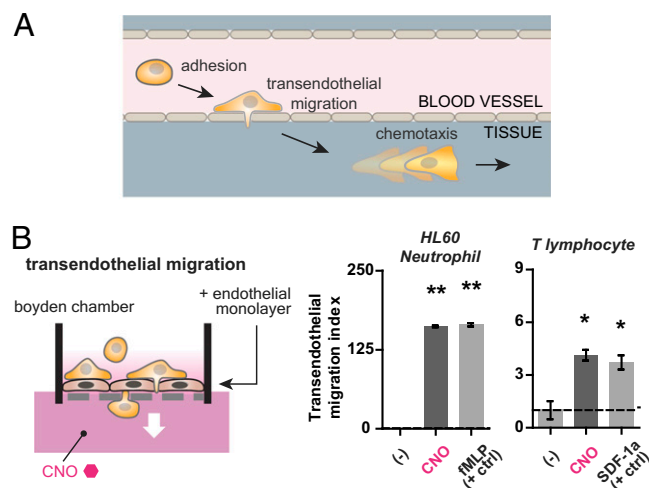 A
adhesion
transendothelial
migration
BLOOD VESSEL
TISSUE
chemotaxis
B
transendothelial migration
boyden chamber
+ endothelial
monolayer
CNO
Transendothelial
migration index
HL60
Neutrophil
250
125
0
**
**
(-)
CNO
fMLP
(+ ctrl)
T lymphocyte
9
6
3
0
*
*
(-)
CNO
SDF-1a
(+ ctrl)